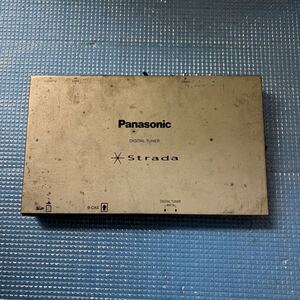 Panasonic
DIGITAL TUNER
Strada
B-CAS
DIGITAL TUNER